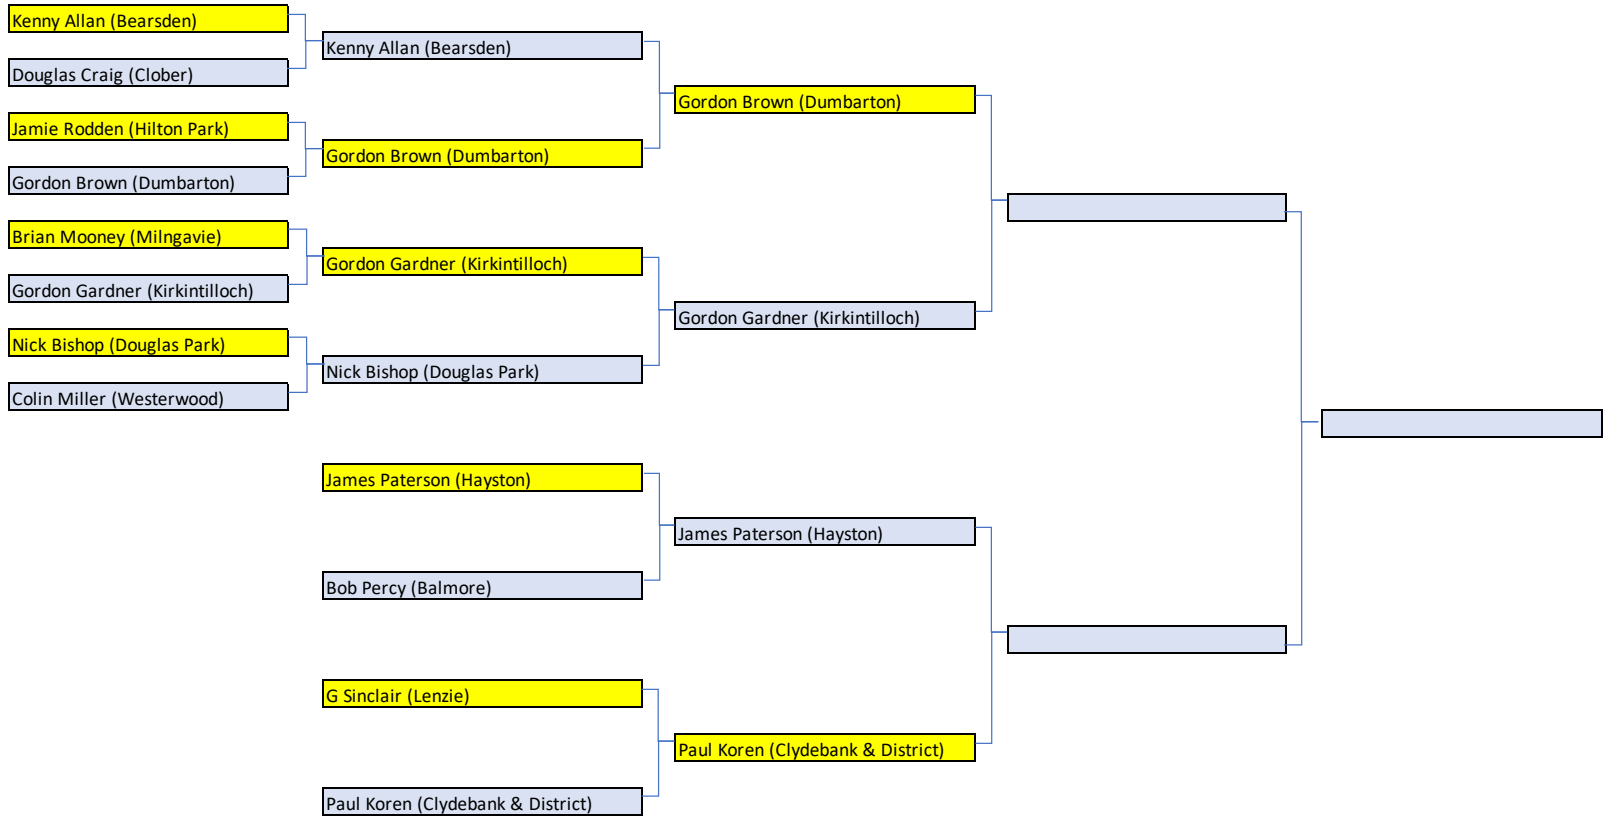 Kenny Allan (Bearsden)
Douglas Craig (Clober)
Jamie Rodden (Hilton Park)
Gordon Brown (Dumbarton)
Brian Mooney (Milngavie)
Gordon Gardner (Kirkintilloch)
Nick Bishop (Douglas Park)
Colin Miller (Westerwood)
Kenny Allan (Bearsden)
Gordon Brown (Dumbarton)
Gordon Gardner (Kirkintilloch)
Nick Bishop (Douglas Park)
James Paterson (Hayston)
Bob Percy (Balmore)
G Sinclair (Lenzie)
Paul Koren (Clydebank & District)
Gordon Brown (Dumbarton)
Gordon Gardner (Kirkintilloch)
James Paterson (Hayston)
Paul Koren (Clydebank & District)